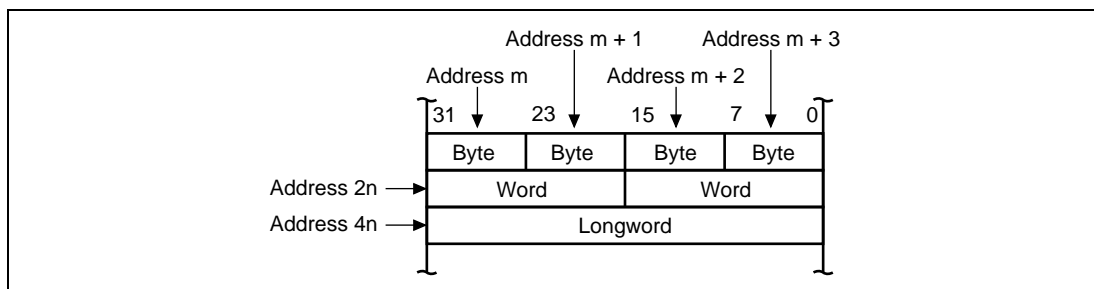 Address m + 1 Address m + 3
Address m Address m + 2
31 23 15 7 0
Byte Byte Byte Byte
Address 2n Word Word
Address 4n Longword